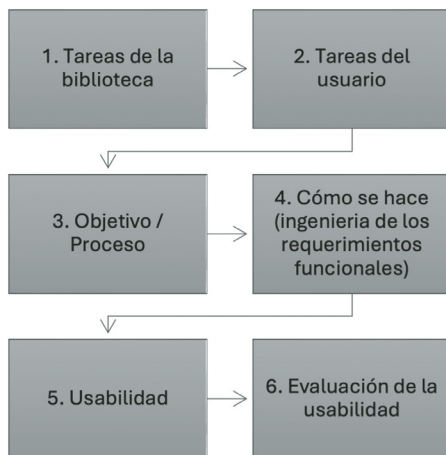 1. Tareas de la
biblioteca
2. Tareas del
usuario
3. Objetivo /
Proceso
4. Cómo se hace
(ingenieria de los
requerimientos
funcionales)
5. Usabilidad
6. Evaluación de la
usabilidad